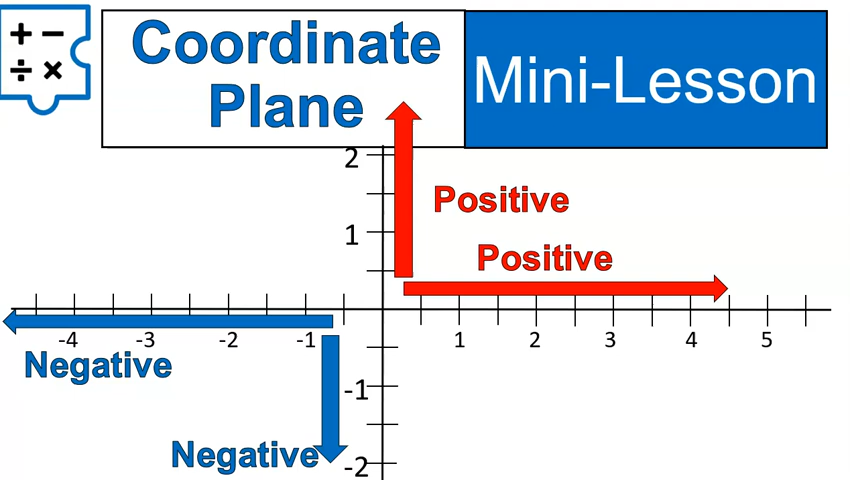 + −
÷ ×
Coordinate
Plane
Mini-Lesson
2
Positive
1
Positive
-4 -3 -2 -1 1 2 3 4 5
Negative
-1
Negative
-2